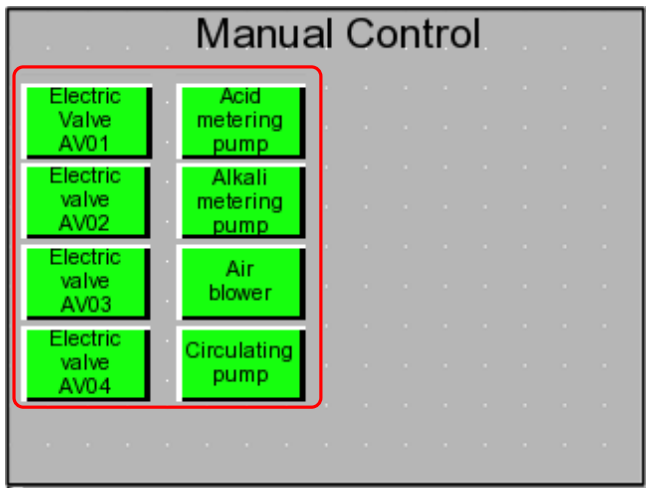 Manual Control
Electric
Valve
AV01
Acid
metering
pump
Electric
valve
AV02
Alkali
metering
pump
Electric
valve
AV03
Air
blower
Electric
valve
AV04
Circulating
pump